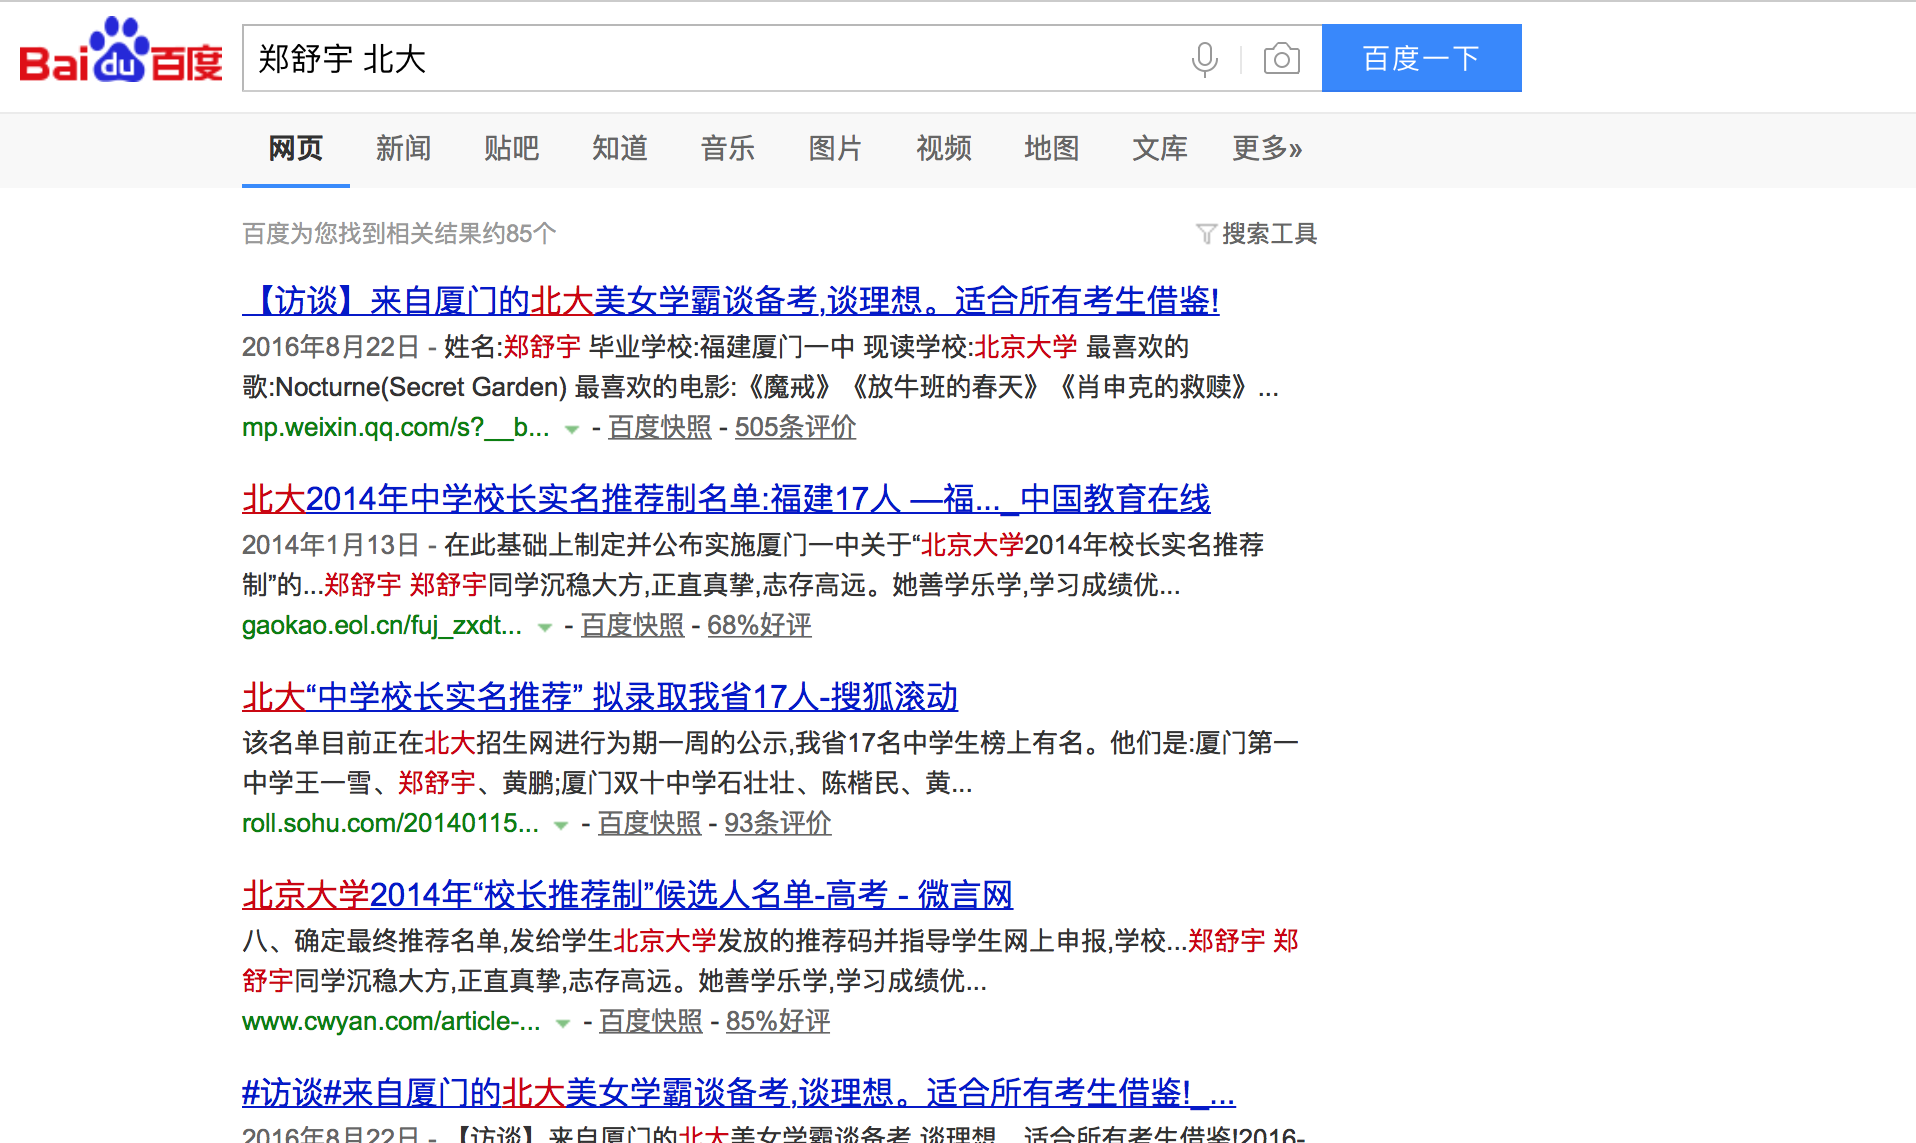 Bai du 百度
郑舒宇 北大
百度一下
网页 新闻 贴吧 知道 音乐 图片 视频 地图 文库 更多»
百度为您找到相关结果约85个
搜索工具
【访谈】来自厦门的北大美女学霸谈备考,谈理想。适合所有考生借鉴!
2016年8月22日 - 姓名:郑舒宇 毕业学校:福建厦门一中 现读学校:北京大学 最喜欢的
歌:Nocturne(Secret Garden) 最喜欢的电影:《魔戒》《放牛班的春天》《肖申克的救赎》...
mp.weixin.qq.com/s?__b... - 百度快照 - 505条评价
北大2014年中学校长实名推荐制名单:福建17人 —福..._中国教育在线
2014年1月13日 - 在此基础上制定并公布实施厦门一中关于“北京大学2014年校长实名推荐
制”的...郑舒宇 郑舒宇同学沉稳大方,正直真挚,志存高远。她善学乐学,学习成绩优...
gaokao.eol.cn/fuj_zxdt... - 百度快照 - 68%好评
北大“中学校长实名推荐” 拟录取我省17人-搜狐滚动
该名单目前正在北大招生网进行为期一周的公示,我省17名中学生榜上有名。他们是:厦门第一
中学王一雪、郑舒宇、黄鹏;厦门双十中学石壮壮、陈楷民、黄...
roll.sohu.com/20140115... - 百度快照 - 93条评价
北京大学2014年“校长推荐制”候选人名单-高考 - 微言网
八、确定最终推荐名单,发给学生北京大学发放的推荐码并指导学生网上申报,学校...郑舒宇 郑
舒宇同学沉稳大方,正直真挚,志存高远。她善学乐学,学习成绩优...
www.cwyan.com/article-... - 百度快照 - 85%好评
#访谈#来自厦门的北大美女学霸谈备考,谈理想。适合所有考生借鉴!_...
2016年8月22日 - 【访谈】来自厦门的北大美女学霸谈备考,谈理想。适合所有考生借鉴!2016-